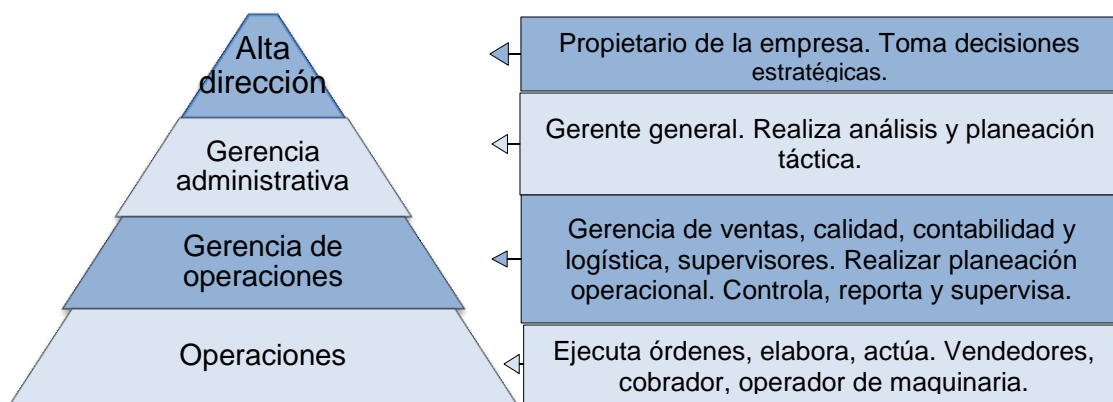 Alta
dirección
Propietario de la empresa. Toma decisiones
estratégicas.
Gerencia
administrativa
Gerente general. Realiza análisis y planeación
táctica.
Gerencia de
operaciones
Gerencia de ventas, calidad, contabilidad y
logística, supervisores. Realizar planeación
operacional. Controla, reporta y supervisa.
Operaciones
Ejecuta órdenes, elabora, actúa. Vendedores,
cobrador, operador de maquinaria.